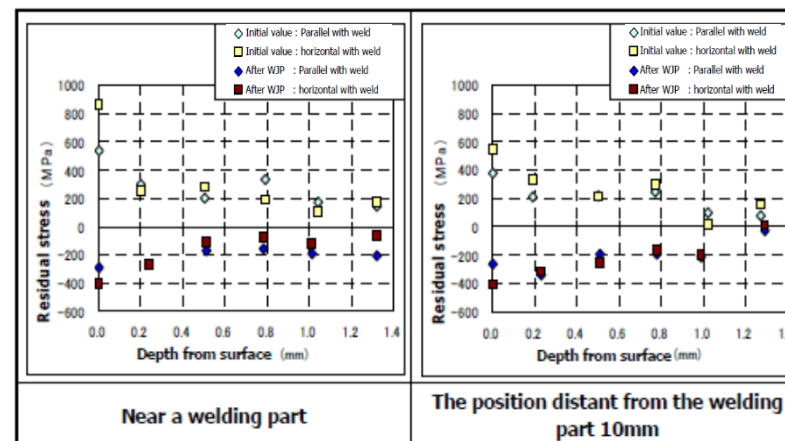 Initial value : Parallel with weld
Initial value : horizontal with weld
After WJP : Parallel with weld
After WJP : horizontal with weld
1000
800
600
400
200
0
−200
−400
−600
Residual stress (MPa)
0.0 0.2 0.4 0.6 0.8 1.0 1.2 1.4
Depth from surface (mm)
Near a welding part
Initial value : Parallel with weld
Initial value : horizontal with weld
After WJP : Parallel with weld
After WJP : horizontal with weld
1000
800
600
400
200
0
−200
−400
−600
Residual stress (MPa)
0.0 0.2 0.4 0.6 0.8 1.0 1.2
Depth from surface (mm)
The position distant from the welding
part 10mm